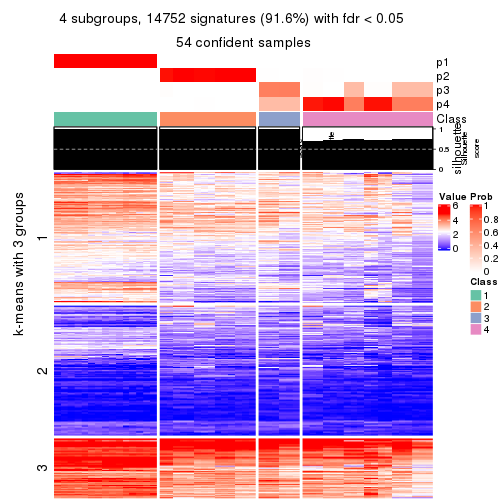 4 subgroups, 14752 signatures (91.6%) with fdr < 0.05
54 confident samples
p1
p2
p3
p4
Class
silhouette
Silhouette
score
1
0.5
0
k-means with 3 groups
1
2
3
Value
6
4
2
0
Prob
1
0.8
0.6
0.4
0.2
0
Class
1
2
3
4